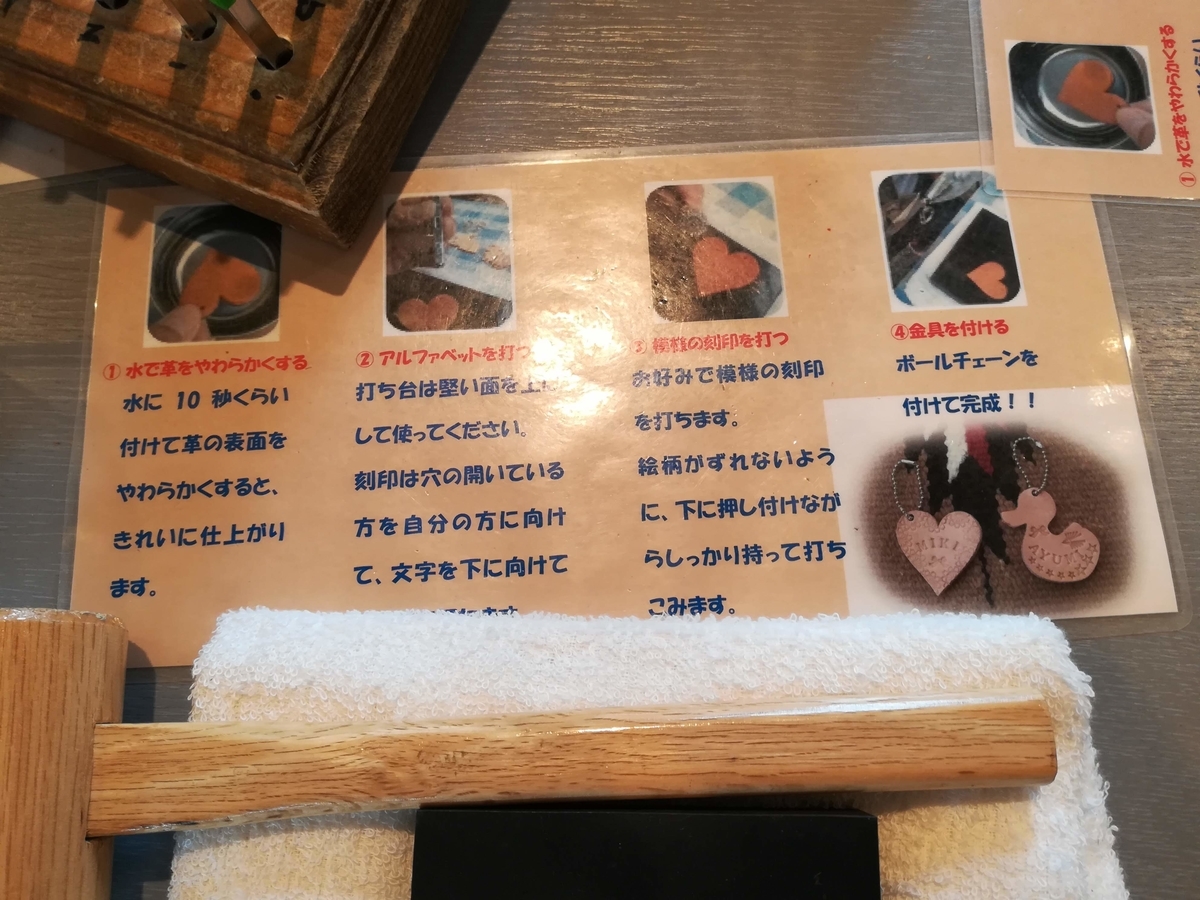 ① 水で革をやわらかくする
水に 10 秒くらい
付けて革の表面を
やわらかくすると、
きれいに仕上がり
ます。
② アルファベットを打つ
打ち台は堅い面を上に
して使ってください。
刻印は穴の開いている
方を自分の方に向け
て、文字を下に向けて
ます
③ 模様の刻印を打つ
お好みで模様の刻印
を打ちます。
絵柄がずれないよう
に、下に押し付けなが
らしっかり持って打ち
こみます。
④金具を付ける
ボールチェーンを
付けて完成！！
MIKI
AYUMI
① 水で革をやわらかくする
N